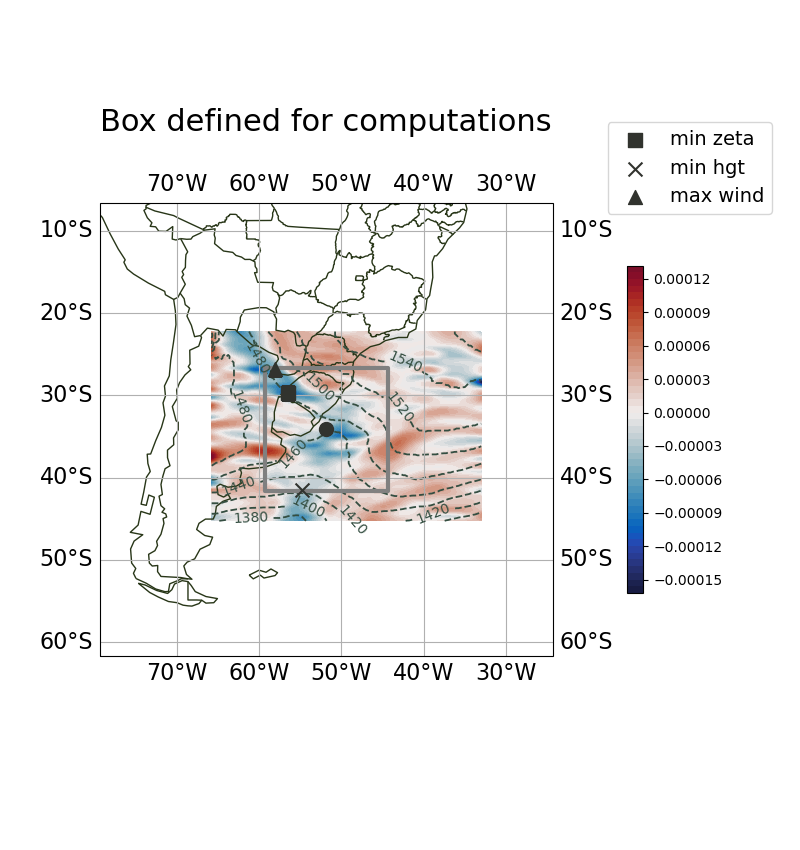 Box defined for computations
min zeta
min hgt
max wind
70°W 60°W 50°W 40°W 30°W
10°S 10°S
20°S 20°S
30°S 30°S
40°S 40°S
50°S 50°S
60°S 60°S
70°W 60°W 50°W 40°W 30°W
1480
1540
1500
1480
1520
1460
1440
1400
1420
1420
1380
0.00012
0.00009
0.00006
0.00003
0.00000
−0.00003
−0.00006
−0.00009
−0.00012
−0.00015